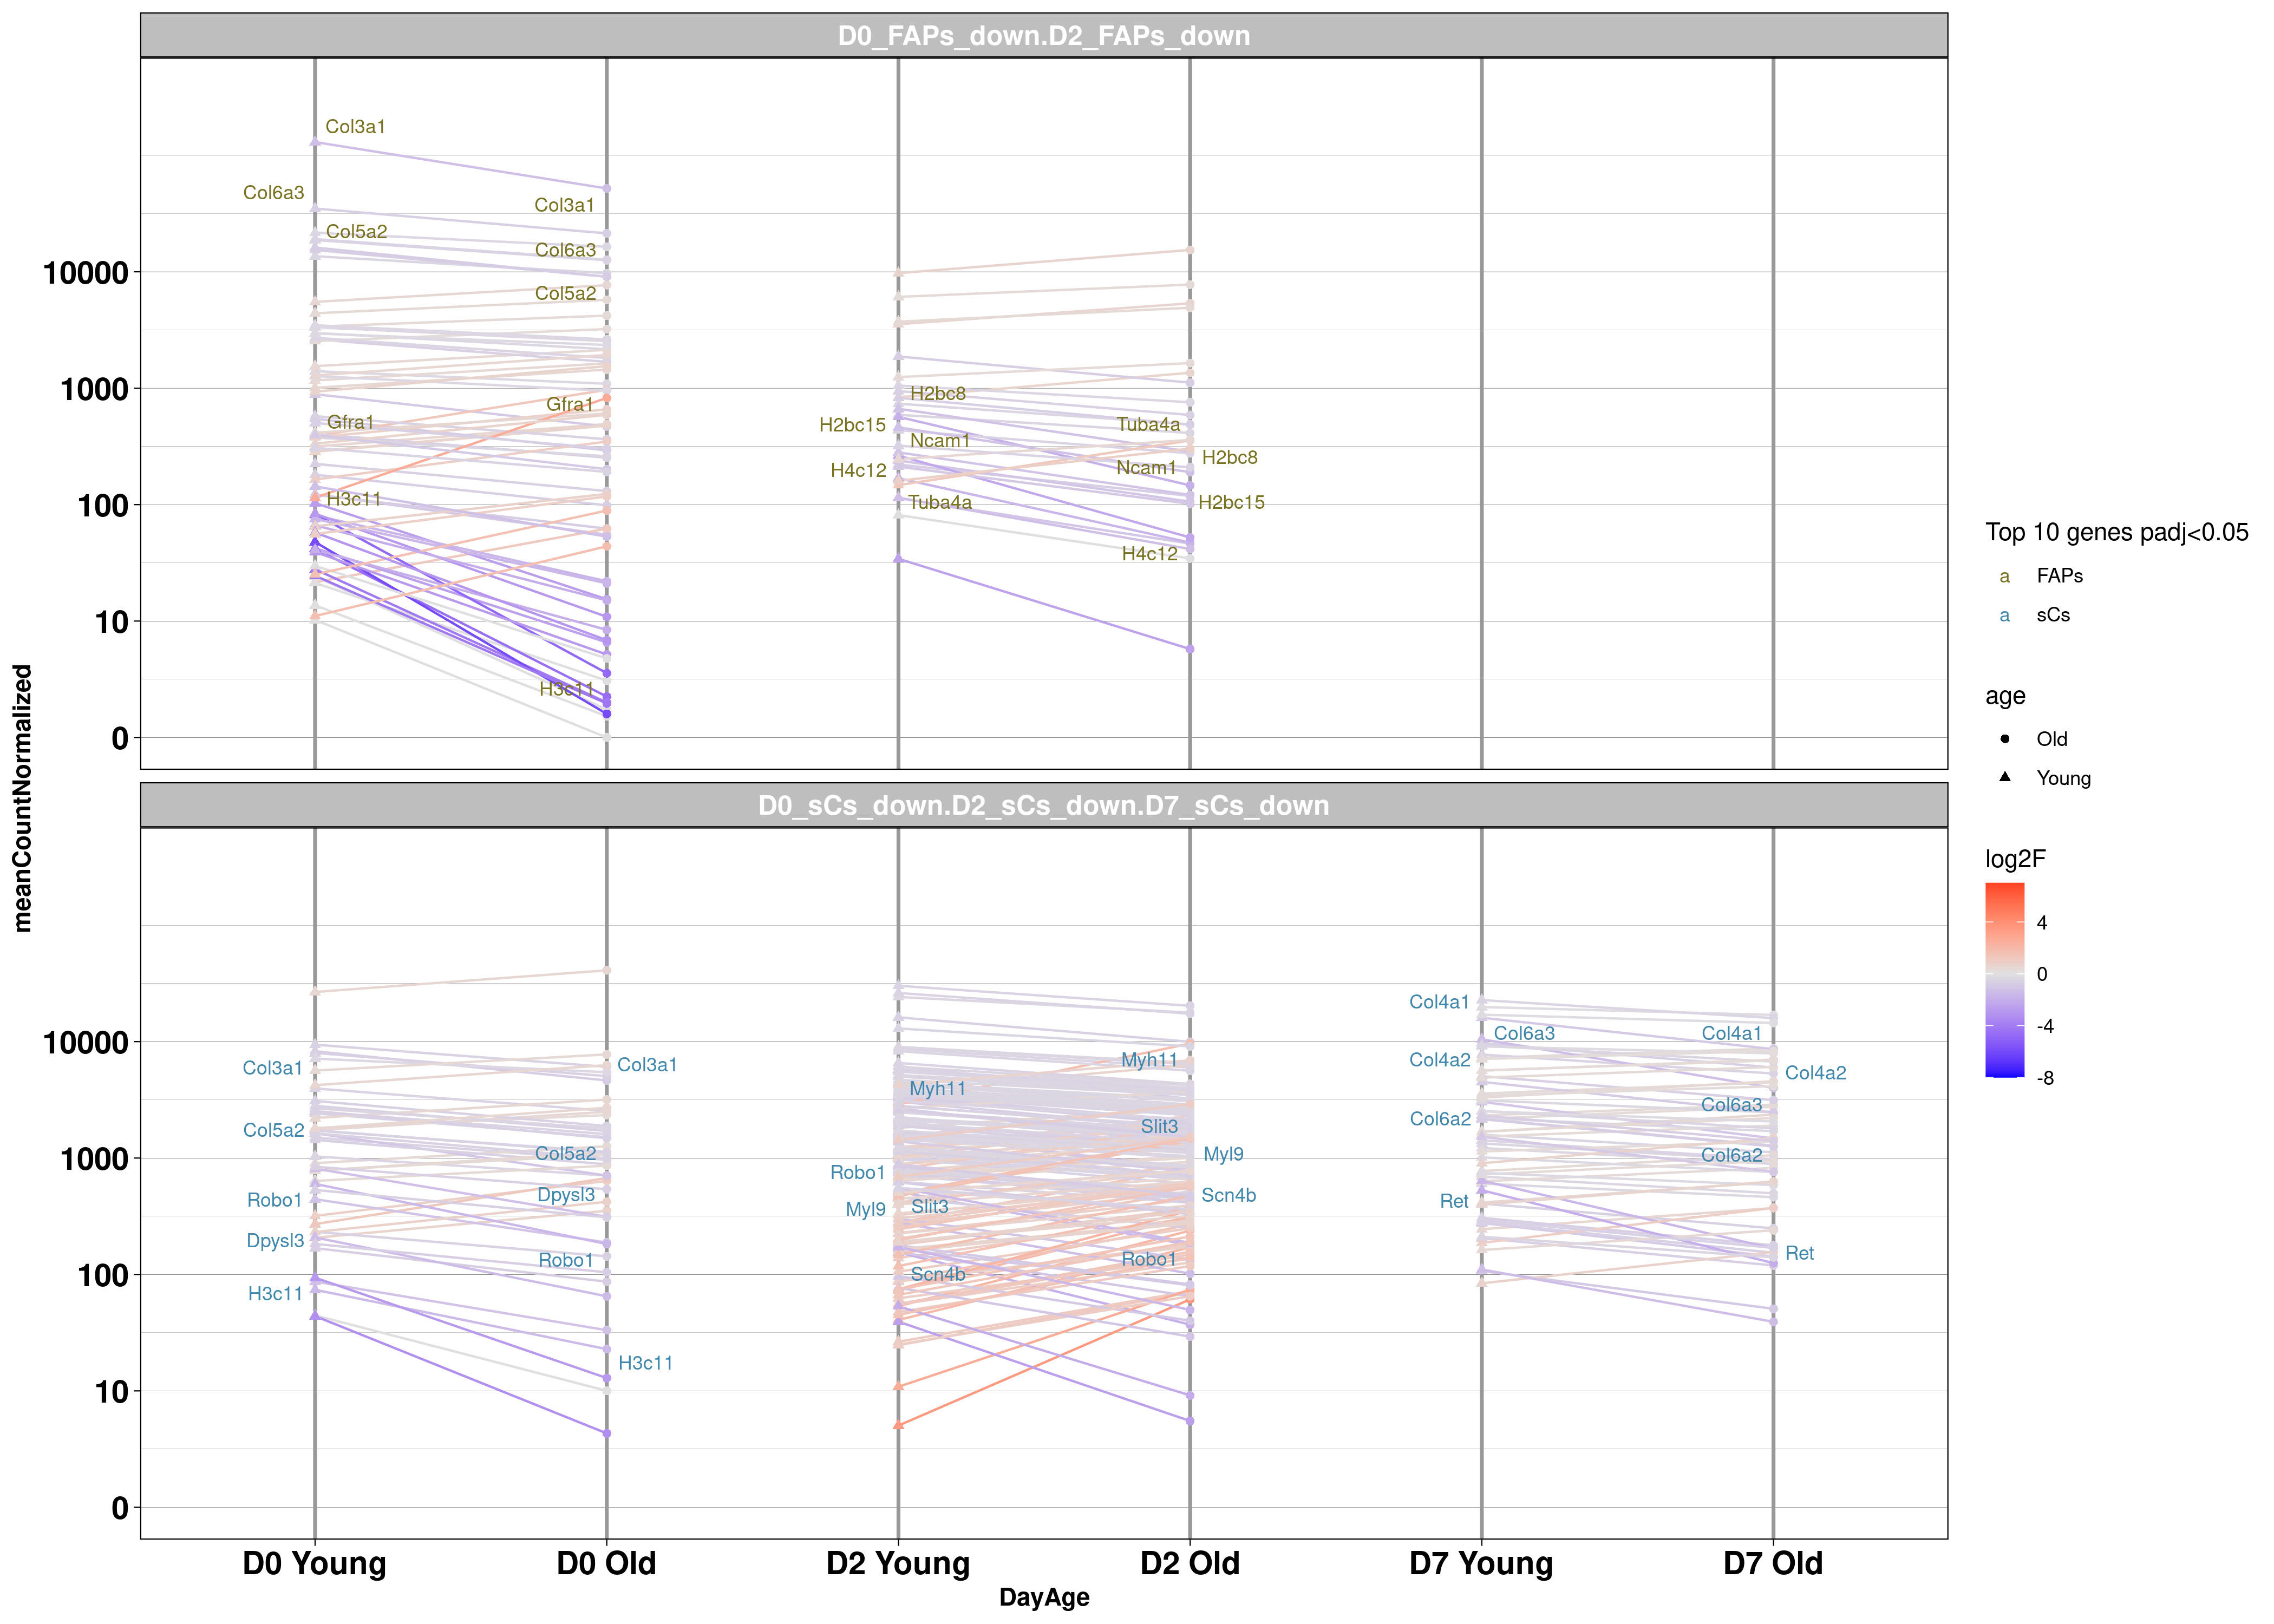 D0_FAPs_down.D2_FAPs_down
Col3a1
Col6a3
Col3a1
Col5a2
Col6a3
10000
Col5a2
1000
H2bc8
Gfra1
Gfra1
H2bc15
Tuba4a
Ncam1
H2bc8
H4c12
Ncam1
100
H3c11
Tuba4a
H2bc15
H4c12
10
H3c11
0
D0_sCs_down.D2_sCs_down.D7_sCs_down
Col4a1
10000
Col6a3
Col4a1
Col3a1
Col3a1
Myh11
Col4a2
Col4a2
Myh11
Col6a3
Col5a2
Slit3
Col6a2
1000
Col5a2
Myl9
Col6a2
Robo1
Robo1
Dpysl3
Scn4b
Ret
Myl9
Slit3
Dpysl3
Robo1
Robo1
Ret
100
Scn4b
H3c11
H3c11
10
0
D0 Young
D0 Old
D2 Young
D2 Old
D7 Young
D7 Old
DayAge
meanCountNormalized
Top 10 genes padj<0.05
a FAPs
a sCs
age
Old
Young
log2F
4
0
-4
-8